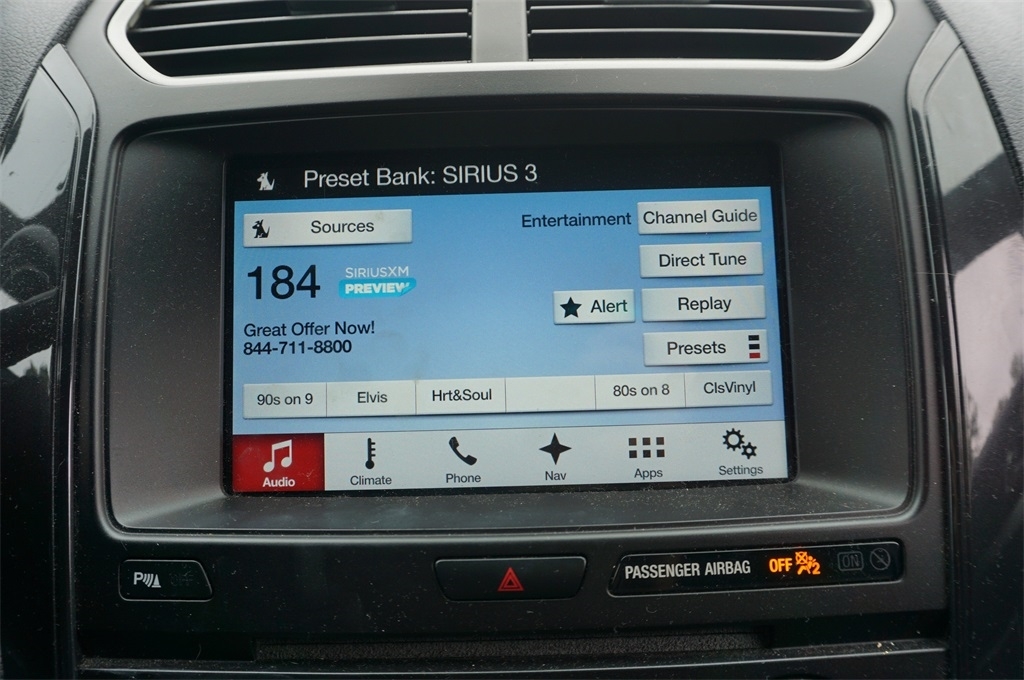 Preset Bank: SIRIUS 3
Sources
Entertainment
Channel Guide
184
SIRIUSXM
PREVIEW
Direct Tune
Alert
Replay
Great Offer Now!
844-711-8800
Presets
90s on 9
Elvis
Hrt&Soul
80s on 8
ClsVinyl
Audio
Climate
Phone
Nav
Apps
Settings
P
PASSENGER AIRBAG OFF 2 ON